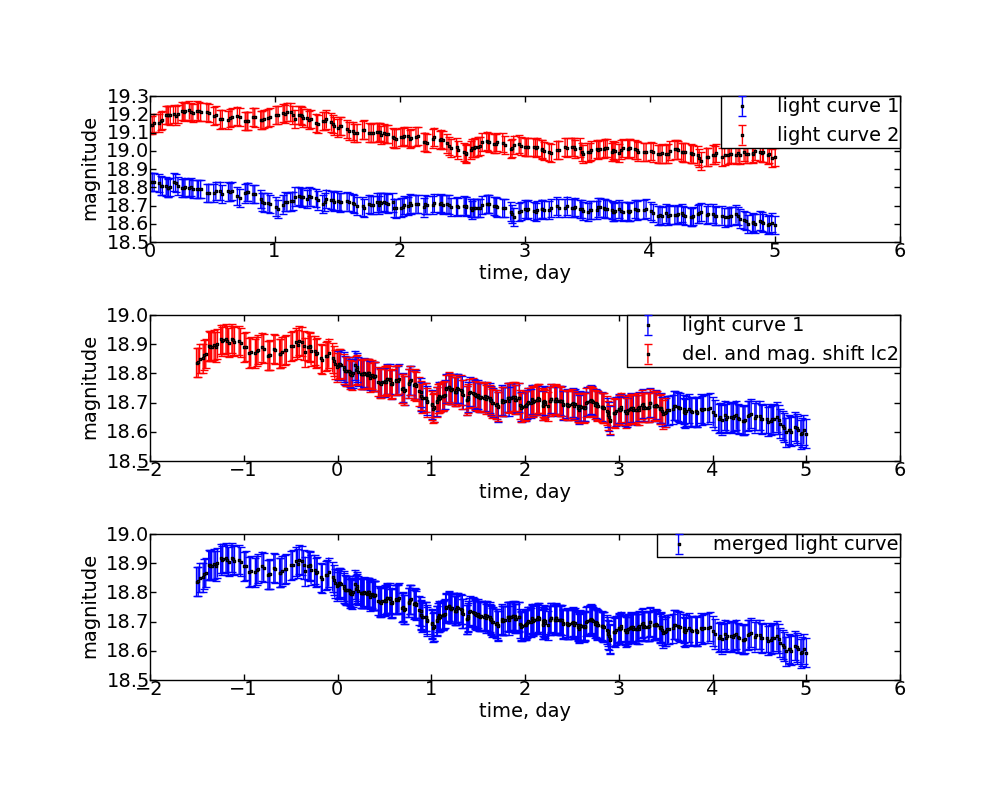 19.3
19.2
19.1
19.0
18.9
18.8
18.7
18.6
18.5
magnitude
light curve 1
light curve 2
0 1 2 3 4 5 6
time, day
19.0
18.9
18.8
18.7
18.6
18.5
magnitude
light curve 1
del. and mag. shift lc2
−2 −1 0 1 2 3 4 5 6
time, day
19.0
18.9
18.8
18.7
18.6
18.5
magnitude
merged light curve
−2 −1 0 1 2 3 4 5 6
time, day